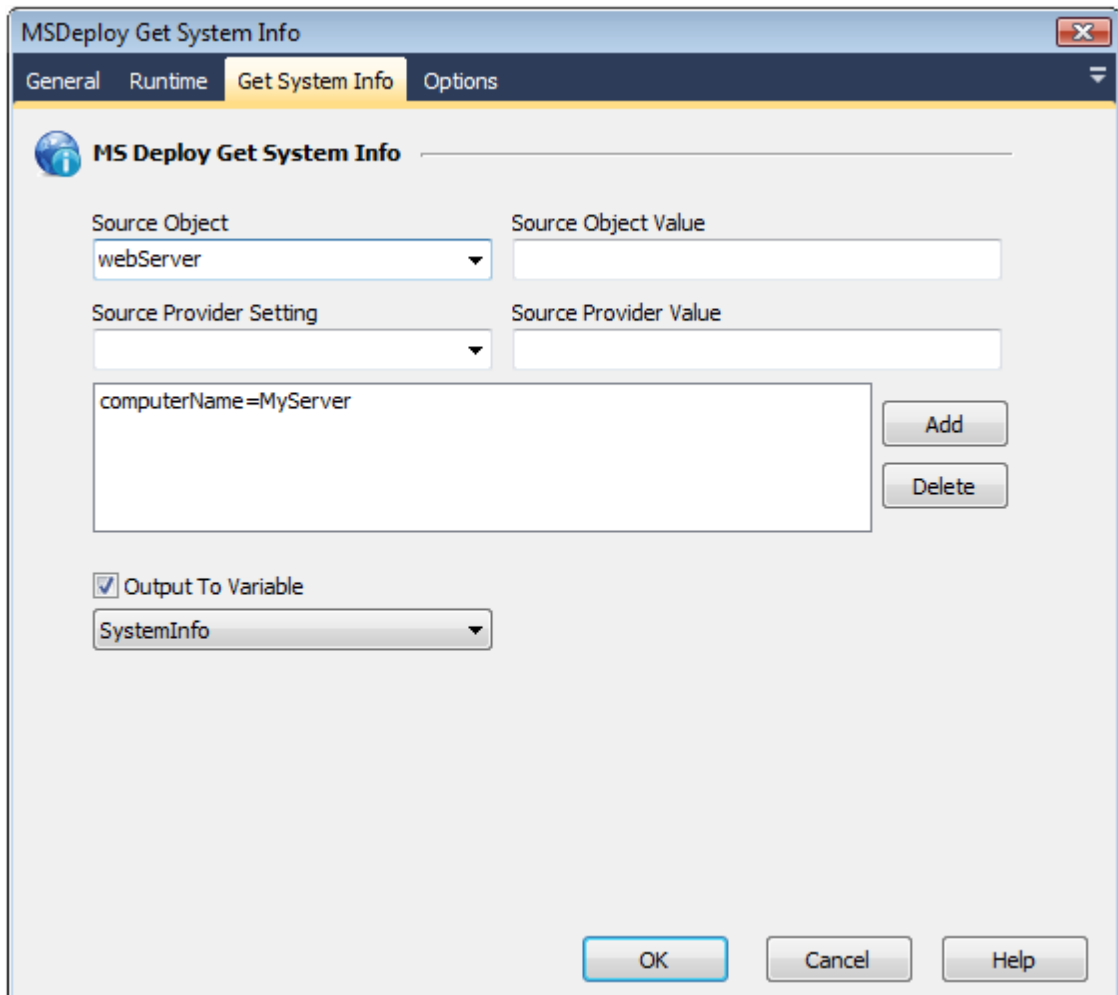 MSDeploy Get System Info
General Runtime Get System Info Options
MS Deploy Get System Info
Source Object Source Object Value
webServer
Source Provider Setting Source Provider Value
computerName=MyServer
Add
Delete
Output To Variable
SystemInfo
OK Cancel Help